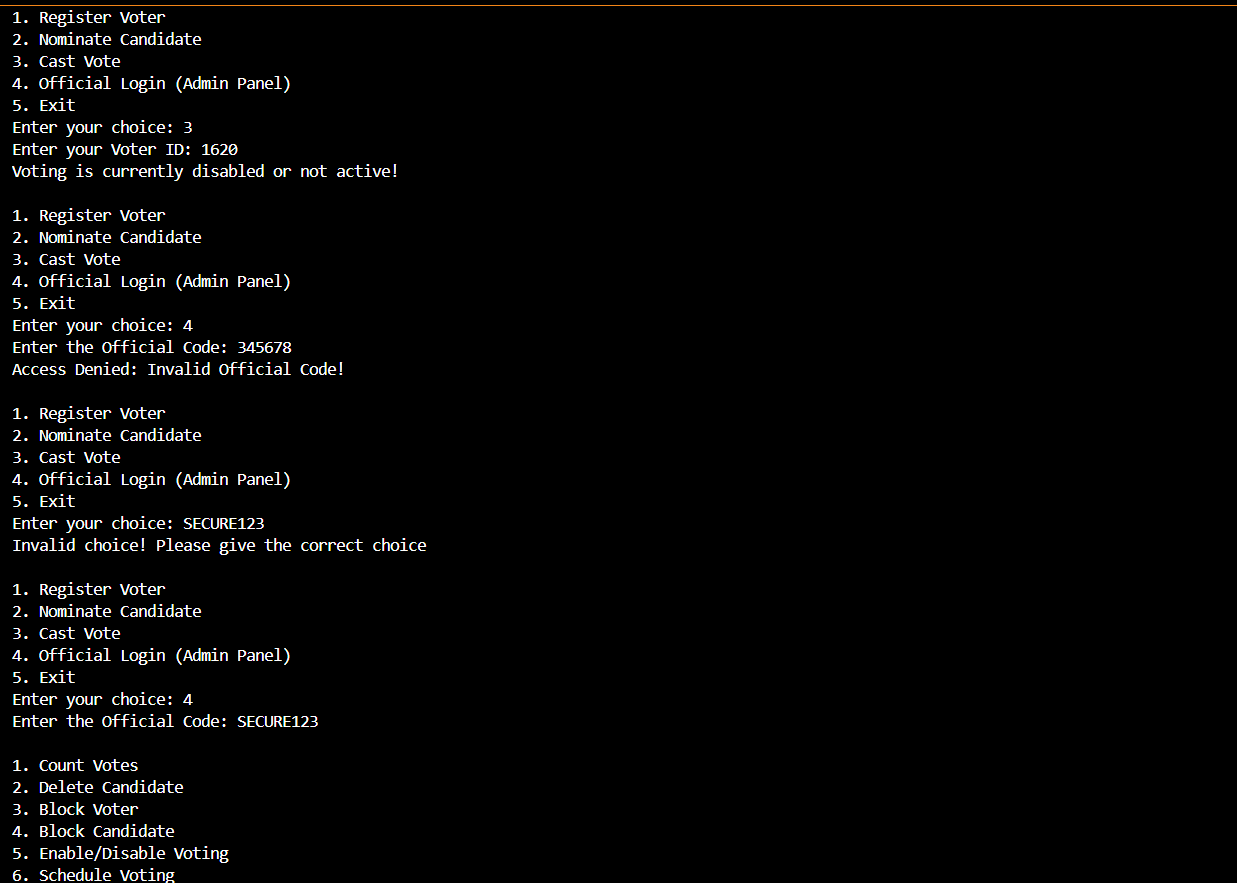 1. Register Voter
2. Nominate Candidate
3. Cast Vote
4. Official Login (Admin Panel)
5. Exit
Enter your choice: 3
Enter your Voter ID: 1620
Voting is currently disabled or not active!
1. Register Voter
2. Nominate Candidate
3. Cast Vote
4. Official Login (Admin Panel)
5. Exit
Enter your choice: 4
Enter the Official Code: 345678
Access Denied: Invalid Official Code!
1. Register Voter
2. Nominate Candidate
3. Cast Vote
4. Official Login (Admin Panel)
5. Exit
Enter your choice: SECURE123
Invalid choice! Please give the correct choice
1. Register Voter
2. Nominate Candidate
3. Cast Vote
4. Official Login (Admin Panel)
5. Exit
Enter your choice: 4
Enter the Official Code: SECURE123
1. Count Votes
2. Delete Candidate
3. Block Voter
4. Block Candidate
5. Enable/Disable Voting
6. Schedule Voting